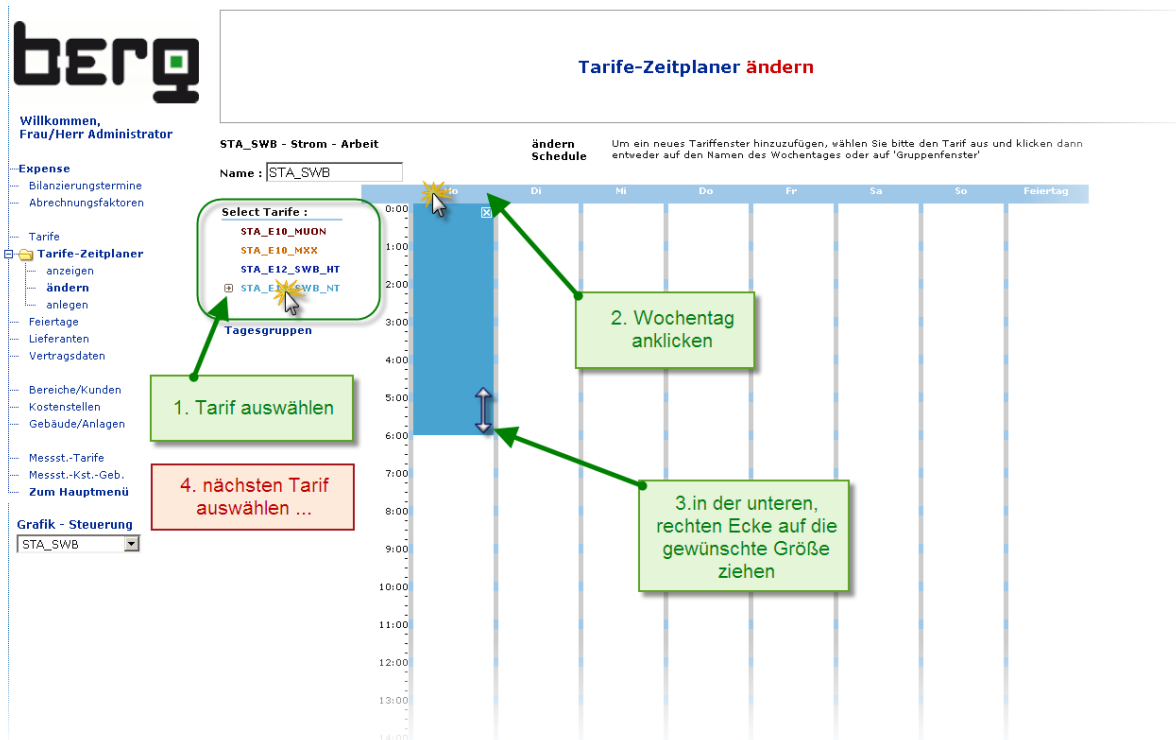 berg
Tarife-Zeitplaner ändern
Willkommen,
Frau/Herr Administrator
STA_SWB - Strom - Arbeit
ändern
Schedule
Um ein neues Tariffenster hinzuzufügen, wählen Sie bitte den Tarif aus und klicken dann
entweder auf den Namen des Wochentages oder auf 'Gruppenfenster'
Name : STA_SWB
Expense
Bilanzierungstermine
Abrechnungsfaktoren
Tarife
Tarife-Zeitplaner
anzeigen
ändern
anlegen
Feiertage
Lieferanten
Vertragsdaten
Bereiche/Kunden
Kostenstellen
Gebäude/Anlagen
Messst.-Tarife
Messst.-Kst.-Geb.
Zum Hauptmenü
Grafik - Steuerung
STA_SWB
Select Tarife :
STA_E10_MUON
STA_E10_MXX
STA_E12_SWB_HT
Tagesgruppen
Di Mi Do Fr Sa So Feiertag
0:00
1:00
2:00
3:00
4:00
5:00
6:00
7:00
8:00
9:00
10:00
11:00
12:00
13:00
14:00
1. Tarif auswählen
2. Wochentag
anklicken
3.in der unteren,
rechten Ecke auf die
gewünschte Größe
ziehen
4. nächsten Tarif
auswählen ...